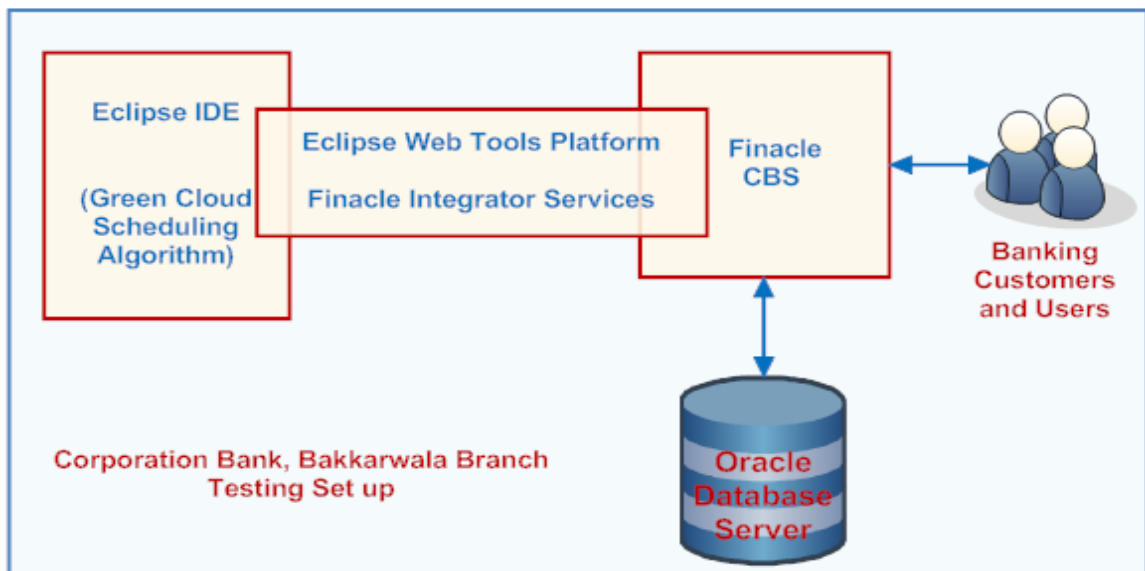 Eclipse IDE
(Green Cloud
Scheduling
Algorithm)
Eclipse Web Tools Platform
Finacle Integrator Services
Finacle
CBS
Banking
Customers
and Users
Corporation Bank, Bakkarwala Branch
Testing Set up
Oracle
Database
Server